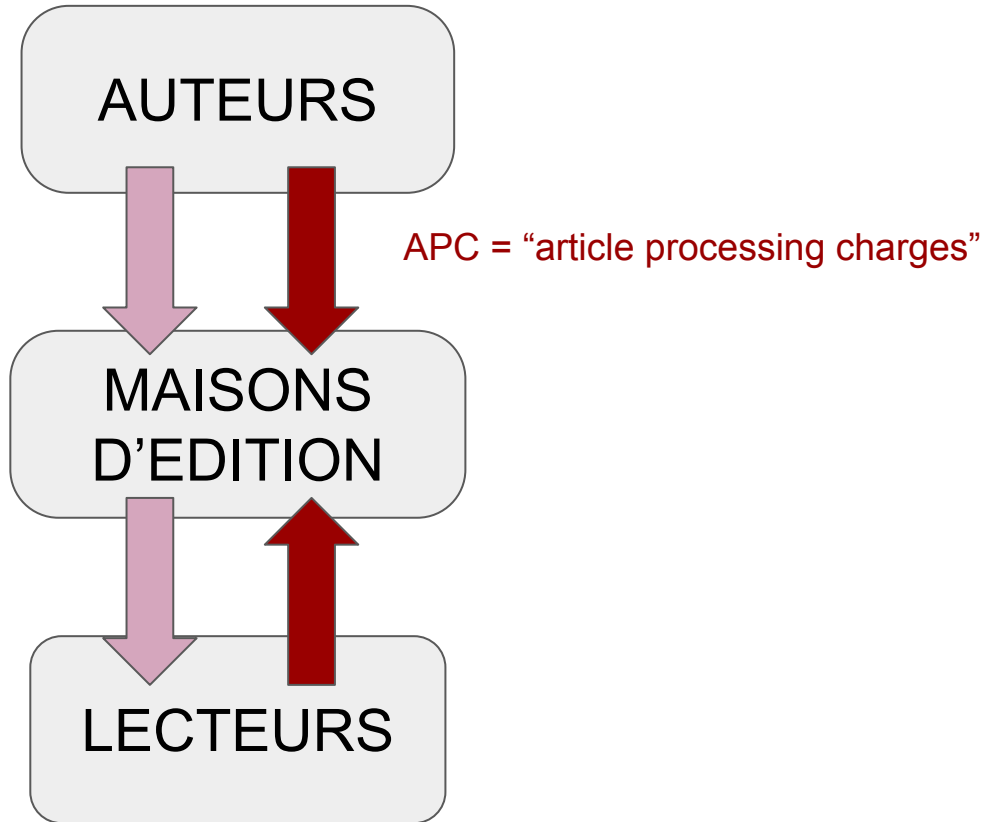 AUTEURS
APC = “article processing charges”
MAISONS
D’EDITION
LECTEURS